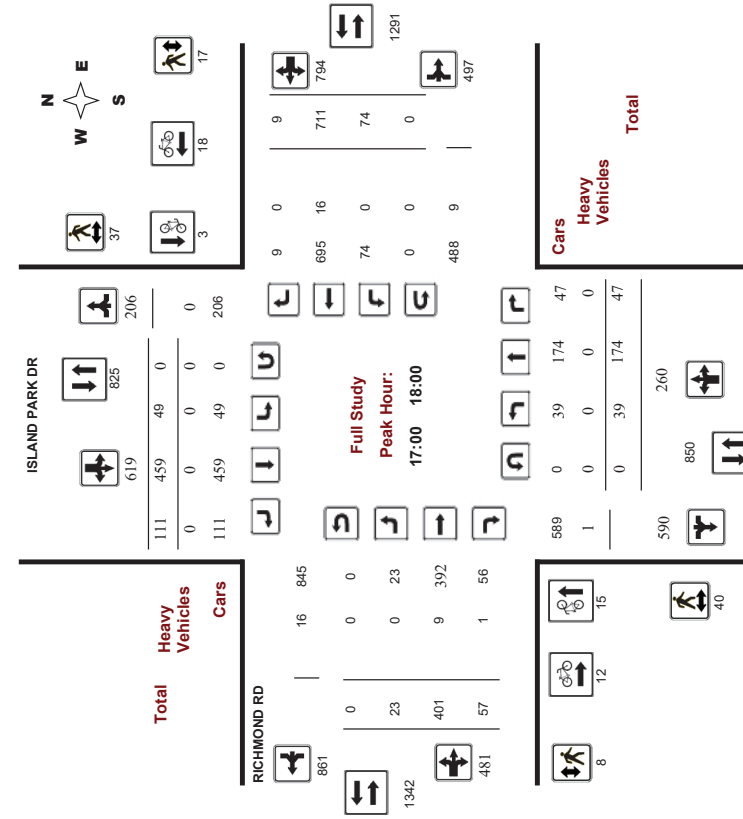 N
W E
S
37
17
3
18
ISLAND PARK DR
619
825
206
111 459 49 0
0 0 0 0 0
111 459 49 0 206
Total
Heavy
Vehicles
Cars
RICHMOND RD
861
16 845
0 0 0
23 0 23
401 9 392
57 1 56
1342
481
Full Study
Peak Hour:
17:00 18:00
1291
794
9 0 9
695 16 711
74 0 74
0 0 0
488 9
497
Cars
Heavy
Vehicles
Total
589 0 39 174 47
1 0 0 0 0
0 39 174 47
590
850
260
12
15
8
40